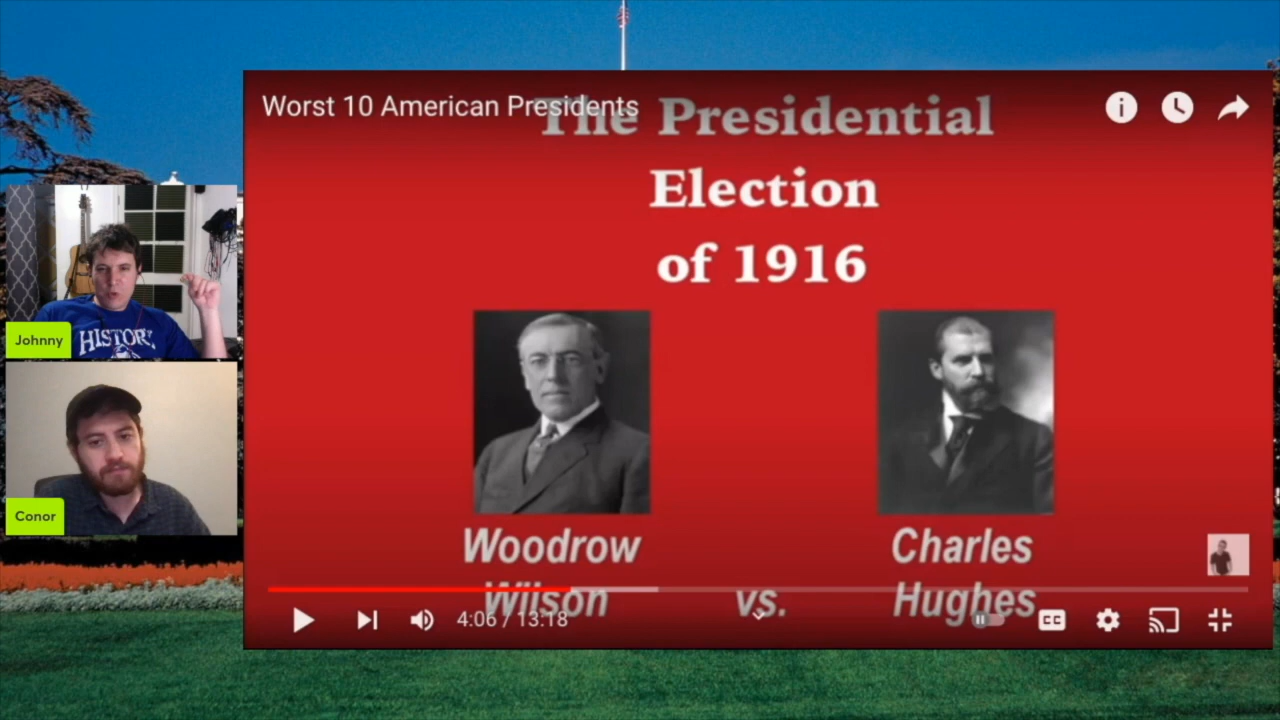 Worst 10 American Presidents
The Presidential
Election
of 1916
Johnny
HISTORY
Conor
Woodrow
Wilson
vs.
Charles
Hughes
4:06 / 13:18
CC